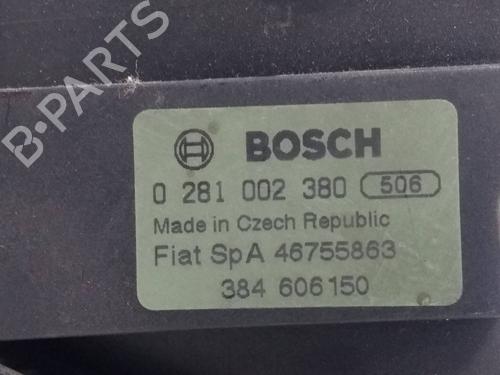 B-PARTS
BOSCH
0 281 002 380 506
Made in Czech Republic
Fiat SpA 46755863
384 606150